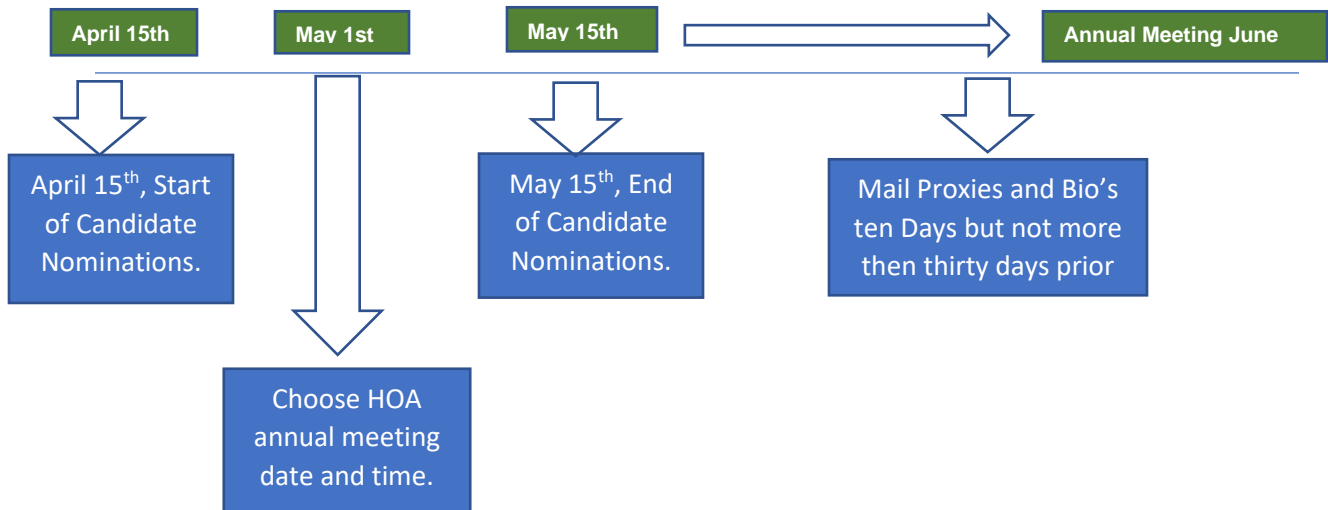 April 15th
May 1st
May 15th
Annual Meeting June
April 15th, Start
of Candidate
Nominations.
May 15th, End
of Candidate
Nominations.
Mail Proxies and Bio’s
ten Days but not more
then thirty days prior
Choose HOA
annual meeting
date and time.